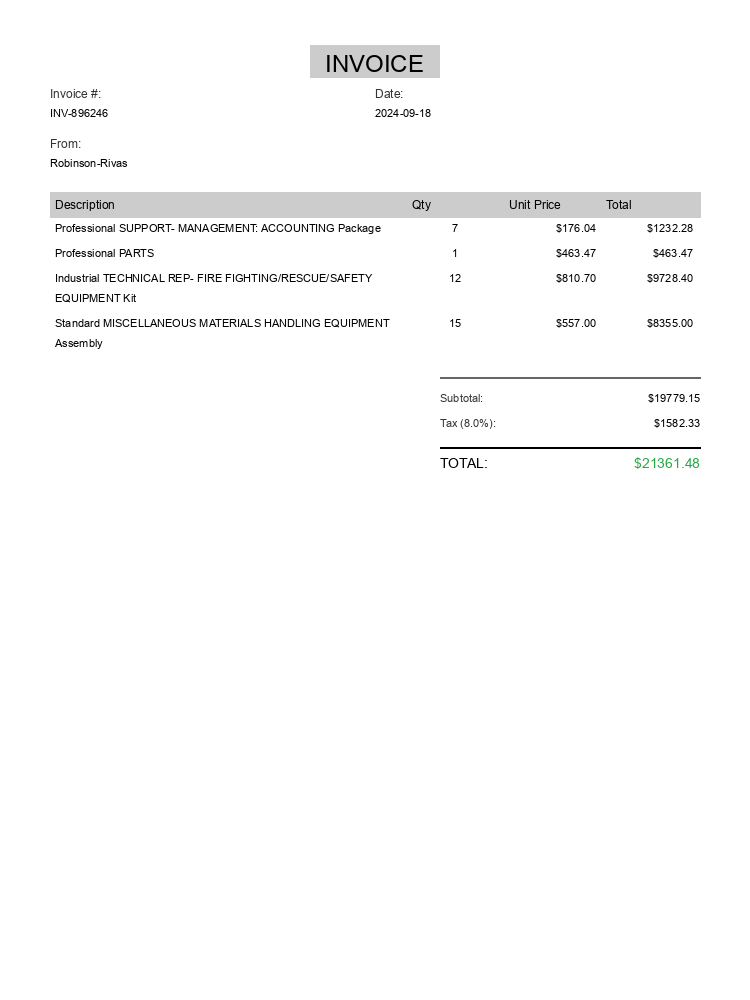 INVOICE
Invoice #: Date:
INV-896246 2024-09-18
From:
Robinson-Rivas
Description Qty Unit Price Total
Professional SUPPORT- MANAGEMENT: ACCOUNTING Package 7 $176.04 $1232.28
Professional PARTS 1 $463.47 $463.47
Industrial TECHNICAL REP- FIRE FIGHTING/RESCUE/SAFETY 12 $810.70 $9728.40
EQUIPMENT Kit
Standard MISCELLANEOUS MATERIALS HANDLING EQUIPMENT 15 $557.00 $8355.00
Assembly
Subtotal: $19779.15
Tax (8.0%): $1582.33
TOTAL: $21361.48